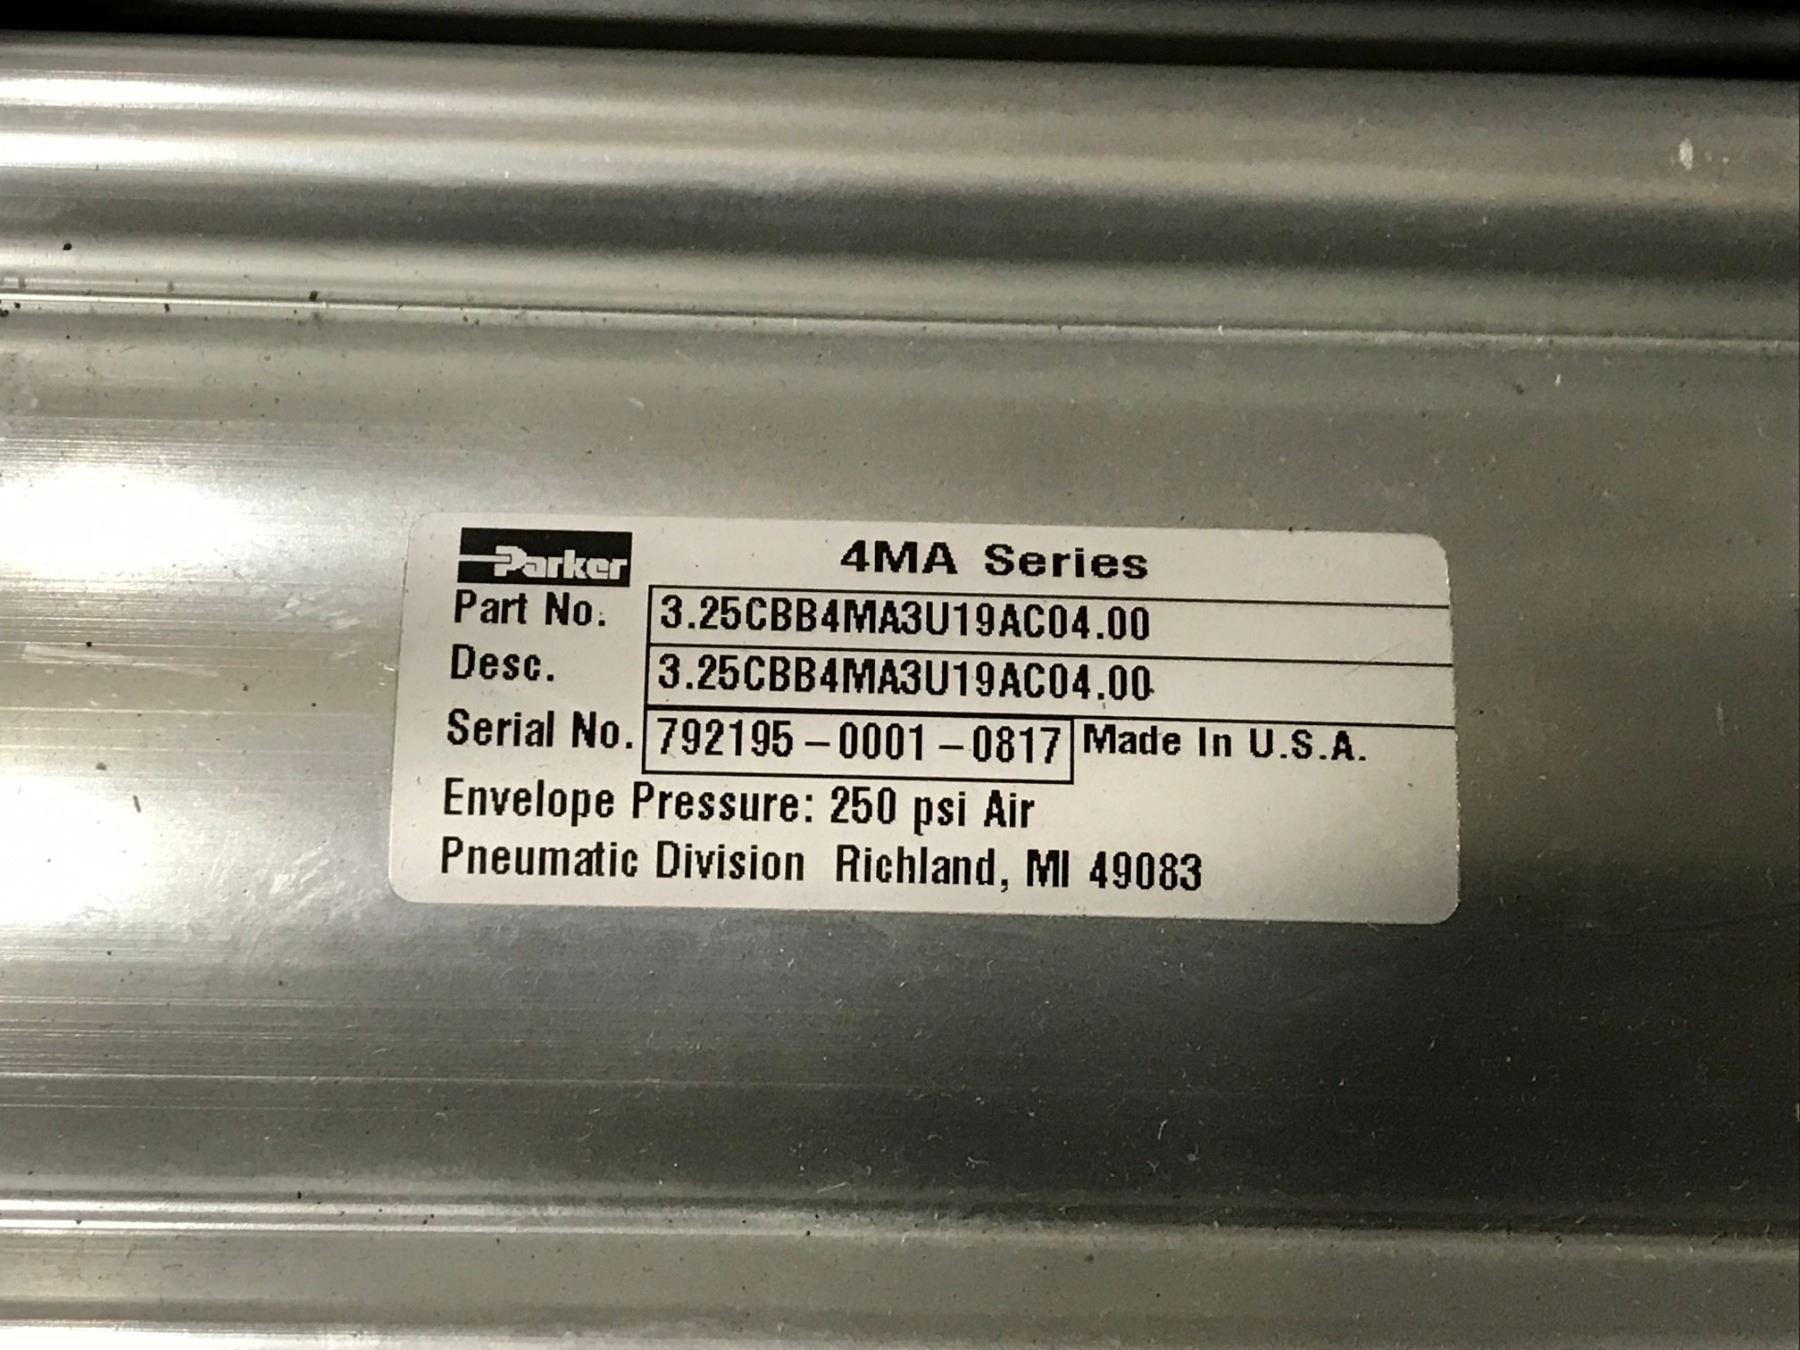 Parker 4MA Series
Part No. 3.25CBB4MA3U19AC04.00
Desc. 3.25CBB4MA3U19AC04.00
Serial No. 792195-0001-0817 Made In U.S.A.
Envelope Pressure: 250 psi Air
Pneumatic Division Richland, MI 49083